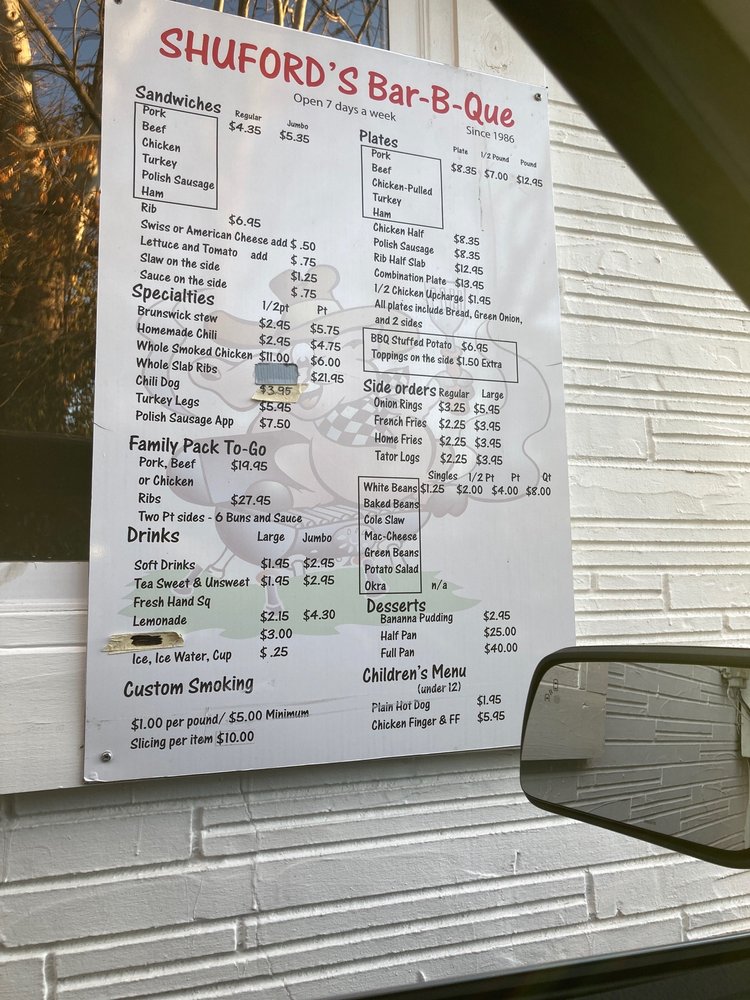 SHUFORD'S Bar-B-Que
Open 7 days a week
Since 1986
Sandwiches Regular Jumbo
Pork $4.35 $5.35
Beef
Chicken
Turkey
Polish Sausage
Ham
Rib $6.95
Swiss or American Cheese add $ .50
Lettuce and Tomato add $ .75
Slaw on the side $1.25
Sauce on the side $ .75
Specialties 1/2pt Pt
Brunswick stew $2.95 $5.75
Homemade Chili $2.95 $4.75
Whole Smoked Chicken $11.00 $6.00
Whole Slab Ribs $21.95
Chili Dog $3.95
Turkey Legs $5.95
Polish Sausage App $7.50
Family Pack To-Go
Pork, Beef $19.95
or Chicken
Ribs $27.95
Two Pt sides - 6 Buns and Sauce
Drinks Large Jumbo
Soft Drinks $1.95 $2.95
Tea Sweet & Unsweet $1.95 $2.95
Fresh Hand Sq
Lemonade $2.15 $4.30
$3.00
Ice, Ice Water, Cup $ .25
Custom Smoking
$1.00 per pound/ $5.00 Minimum
Slicing per item $10.00
Plates Plate 1/2 Pound Pound
Pork $8.35 $7.00 $12.95
Beef
Chicken-Pulled
Turkey
Ham
Chicken Half $8.35
Polish Sausage $8.35
Rib Half Slab $12.95
Combination Plate $13.95
1/2 Chicken Upcharge $1.95
All plates include Bread, Green Onion,
and 2 sides
BBQ Stuffed Potato $6.95
Toppings on the side $1.50 Extra
Side orders Regular Large
Onion Rings $3.25 $5.95
French Fries $2.25 $3.95
Home Fries $2.25 $3.95
Tator Logs $2.25 $3.95
Singles 1/2 Pt Pt Qt
White Beans $1.25 $2.00 $4.00 $8.00
Baked Beans
Cole Slaw
Mac-Cheese
Green Beans
Potato Salad
Okra n/a
Desserts
Bananna Pudding $2.95
Half Pan $25.00
Full Pan $40.00
Children's Menu
(under 12)
Plain Hot Dog $1.95
Chicken Finger & FF $5.95